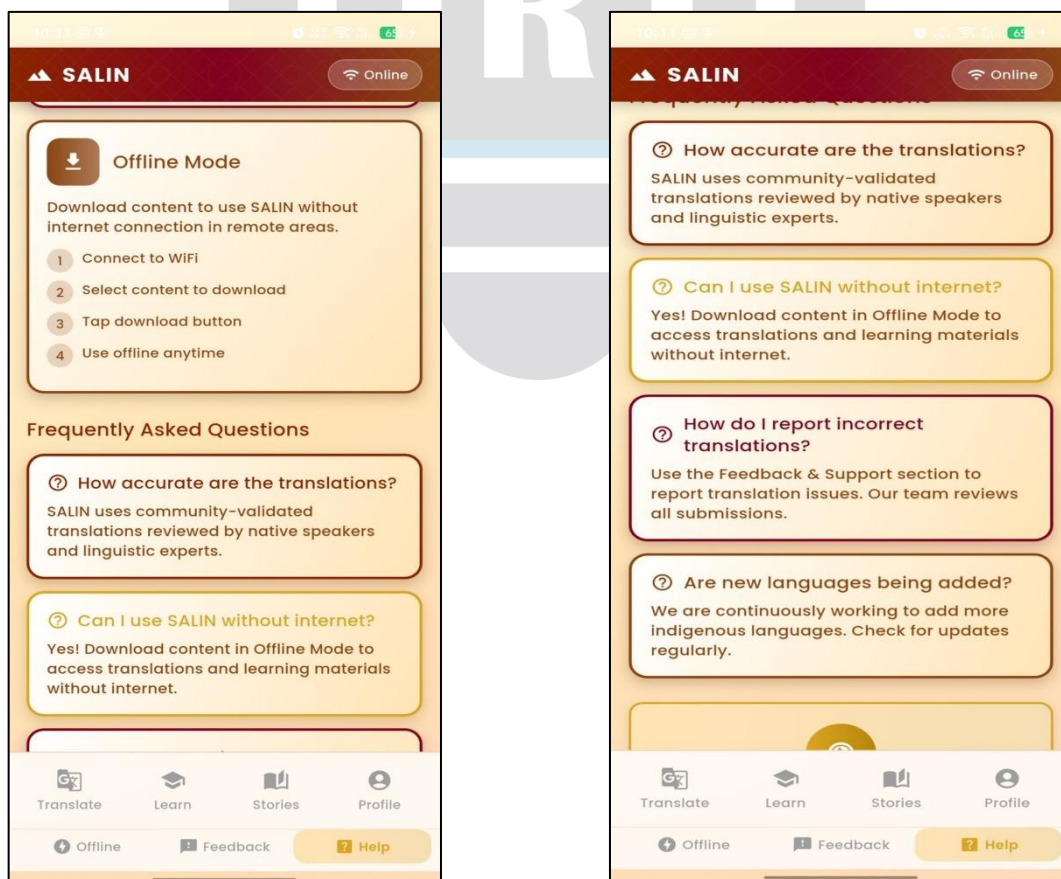 SALIN
Online
Offline Mode
Download content to use SALIN without
internet connection in remote areas.
1 Connect to WiFi
2 Select content to download
3 Tap download button
4 Use offline anytime
Frequently Asked Questions
How accurate are the translations?
SALIN uses community-validated
translations reviewed by native speakers
and linguistic experts.
Can I use SALIN without internet?
Yes! Download content in Offline Mode to
access translations and learning materials
without internet.
Translate Learn Stories Profile
Offline Feedback Help
SALIN
Online
Frequently Asked Questions
How accurate are the translations?
SALIN uses community-validated
translations reviewed by native speakers
and linguistic experts.
Can I use SALIN without internet?
Yes! Download content in Offline Mode to
access translations and learning materials
without internet.
How do I report incorrect
translations?
Use the Feedback & Support section to
report translation issues. Our team reviews
all submissions.
Are new languages being added?
We are continuously working to add more
indigenous languages. Check for updates
regularly.
Translate Learn Stories Profile
Offline Feedback Help